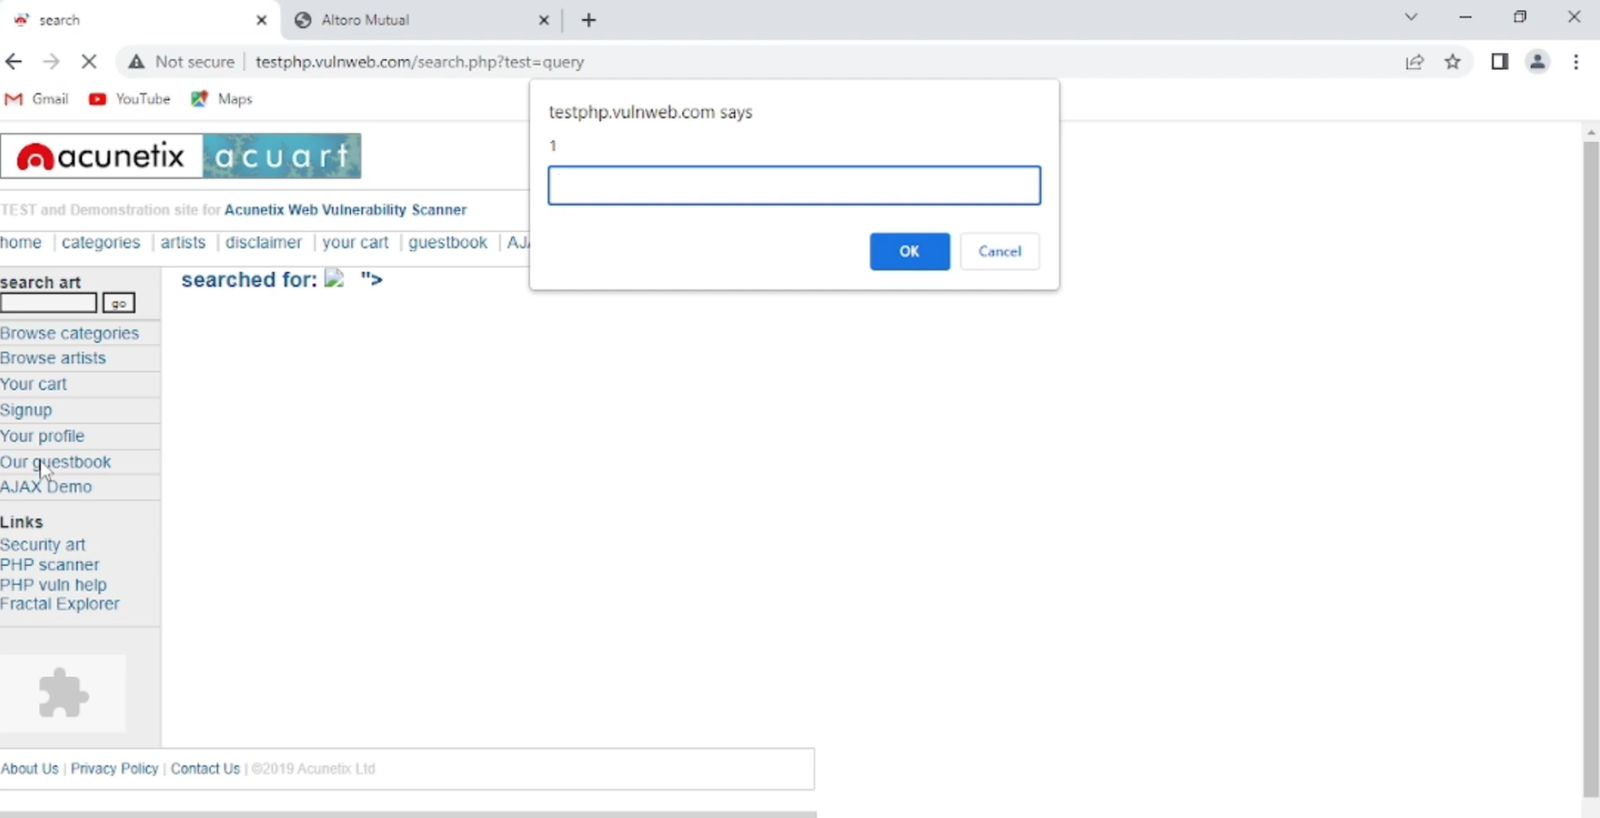 search
Altoro Mutual
Not secure
testphp.vulnweb.com/search.php?test=query
Gmail
YouTube
Maps
testphp.vulnweb.com says
1
OK
Cancel
acunetix
acuart
TEST and Demonstration site for Acunetix Web Vulnerability Scanner
home | categories | artists | disclaimer | your cart | guestbook | AJ
search art
go
searched for: ">
Browse categories
Browse artists
Your cart
Signup
Your profile
Our guestbook
AJAX Demo
Links
Security art
PHP scanner
PHP vuln help
Fractal Explorer
About Us | Privacy Policy | Contact Us | ©2019 Acunetix Ltd